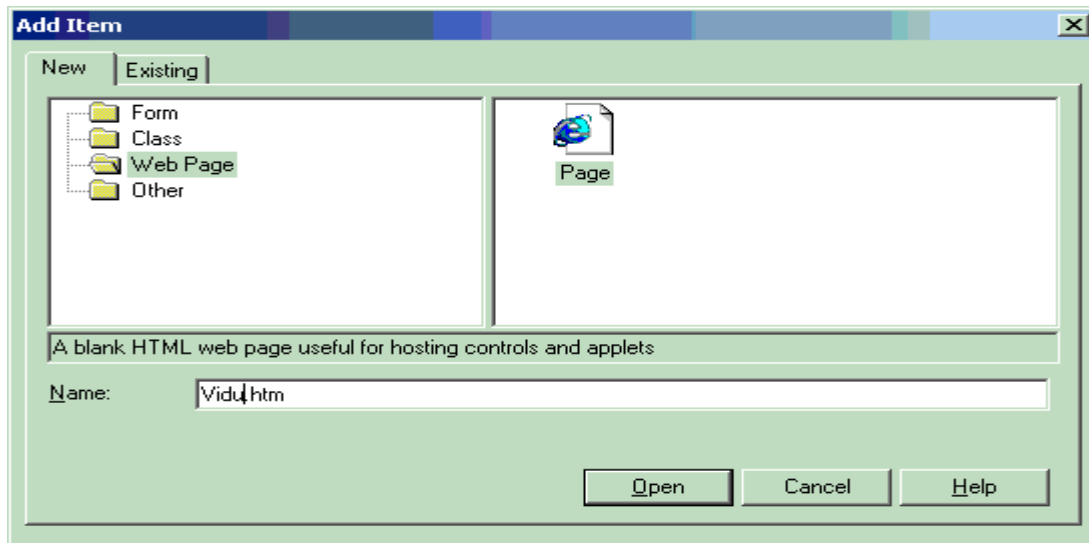 Add Item
New Existing
Form
Class
Web Page
Other
Page
A blank HTML web page useful for hosting controls and applets
Name: Vidu.htm
Open Cancel Help